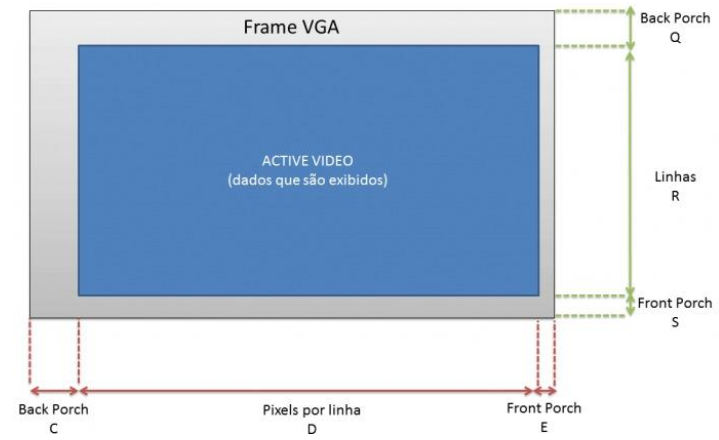 Frame VGA
Back Porch
Q
ACTIVE VIDEO
(dados que são exibidos)
Linhas
R
Front Porch
S
Back Porch
C
Pixels por linha
D
Front Porch
E